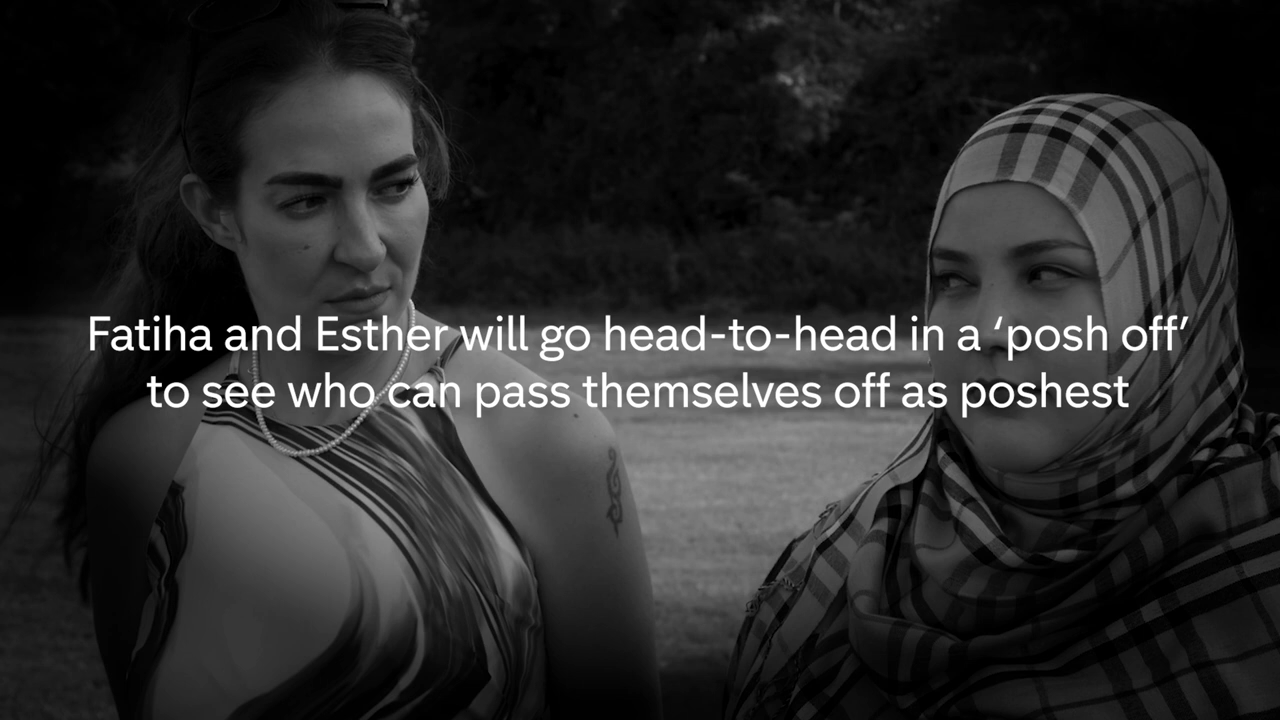 Fatiha and Esther will go head-to-head in a ‘posh off’
to see who can pass themselves off as poshest